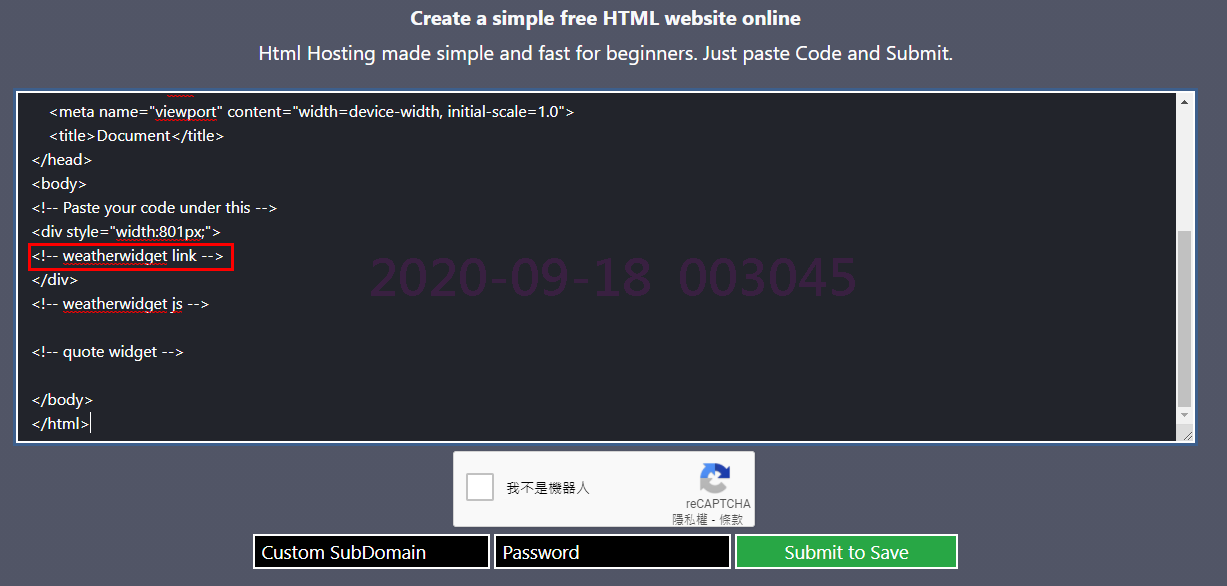 Create a simple free HTML website online
Html Hosting made simple and fast for beginners. Just paste Code and Submit.
<meta name="viewport" content="width=device-width, initial-scale=1.0">
<title>Document</title>
</head>
<body>
<!-- Paste your code under this -->
<div style="width:801px;">
<!-- weatherwidget link -->
2020-09-18 003045
</div>
<!-- weatherwidget js -->
<!-- quote widget -->
</body>
</html>
我不是機器人
reCAPTCHA
隱私權 - 條款
Custom SubDomain
Password
Submit to Save